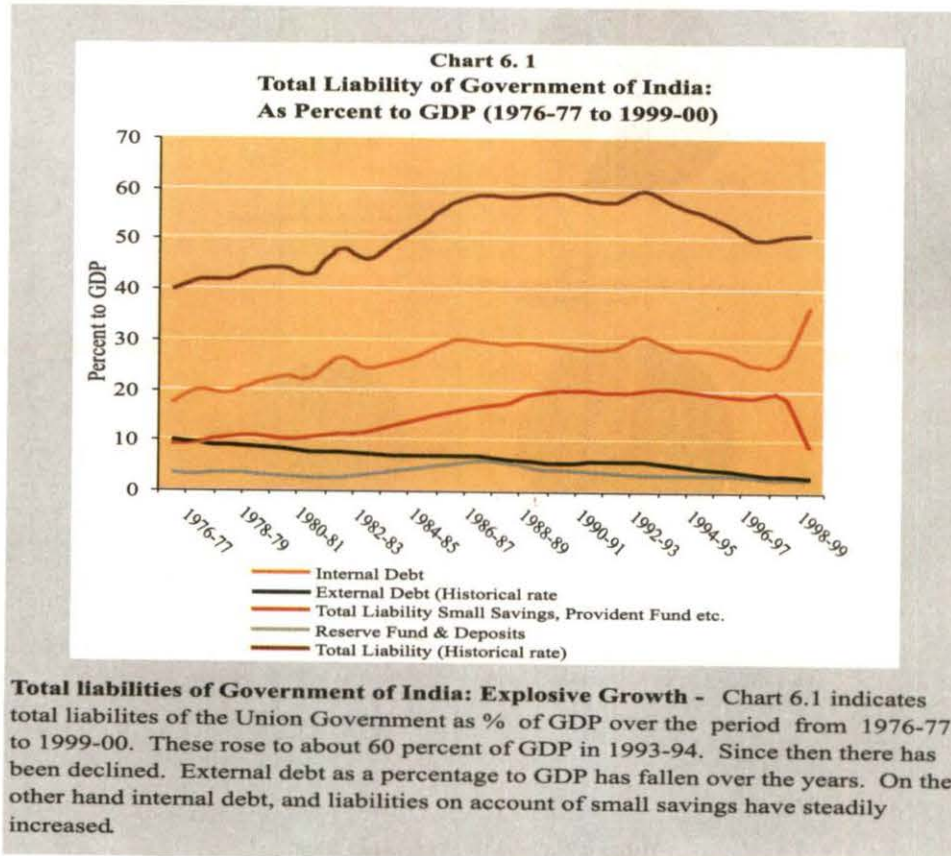 Chart 6. 1
Total Liability of Government of India:
As Percent to GDP (1976-77 to 1999-00)
70
60
50
40
30
20
10
0
Percent to GDP
1976-77
1978-79
1980-81
1982-83
1984-85
1986-87
1988-89
1990-91
1992-93
1994-95
1996-97
1998-99
Internal Debt
External Debt (Historical rate
Total Liability Small Savings, Provident Fund etc.
Reserve Fund & Deposits
Total Liability (Historical rate)
Total liabilities of Government of India: Explosive Growth - Chart 6.1 indicates
total liabilites of the Union Government as % of GDP over the period from 1976-77
to 1999-00. These rose to about 60 percent of GDP in 1993-94. Since then there has
been declined. External debt as a percentage to GDP has fallen over the years. On the
other hand internal debt, and liabilities on account of small savings have steadily
increased.